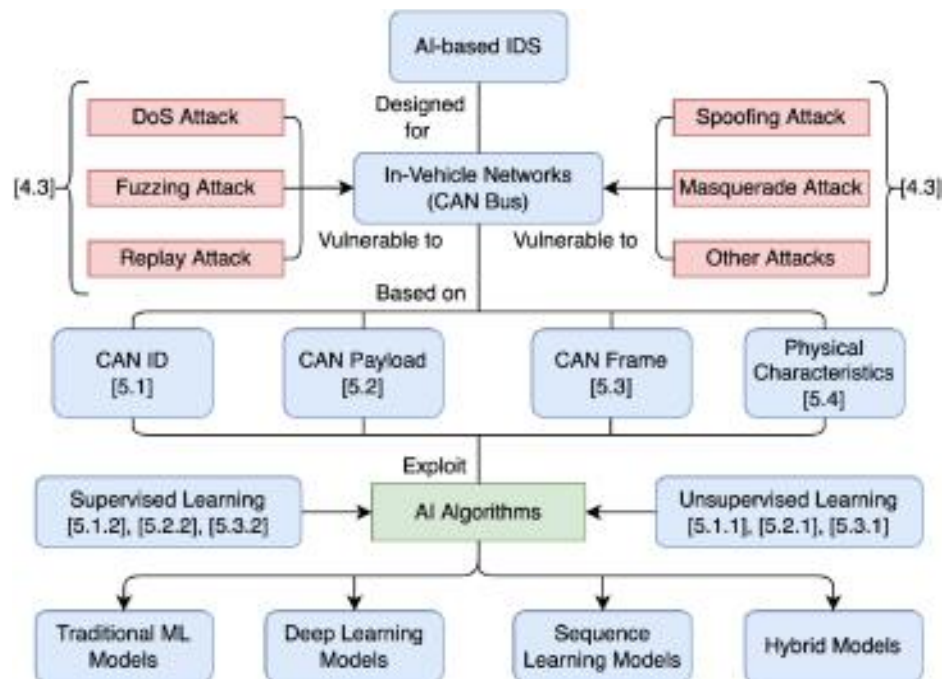 AI-based IDS
Designed
for
DoS Attack
Fuzzing Attack
Replay Attack
[4.3]
In-Vehicle Networks
(CAN Bus)
Spoofing Attack
Masquerade Attack
Other Attacks
[4.3]
Vulnerable to
Vulnerable to
Based on
CAN ID
[5.1]
CAN Payload
[5.2]
CAN Frame
[5.3]
Physical
Characteristics
[5.4]
Exploit
Supervised Learning
[5.1.2], [5.2.2], [5.3.2]
AI Algorithms
Unsupervised Learning
[5.1.1], [5.2.1], [5.3.1]
Traditional ML
Models
Deep Learning
Models
Sequence
Learning Models
Hybrid Models